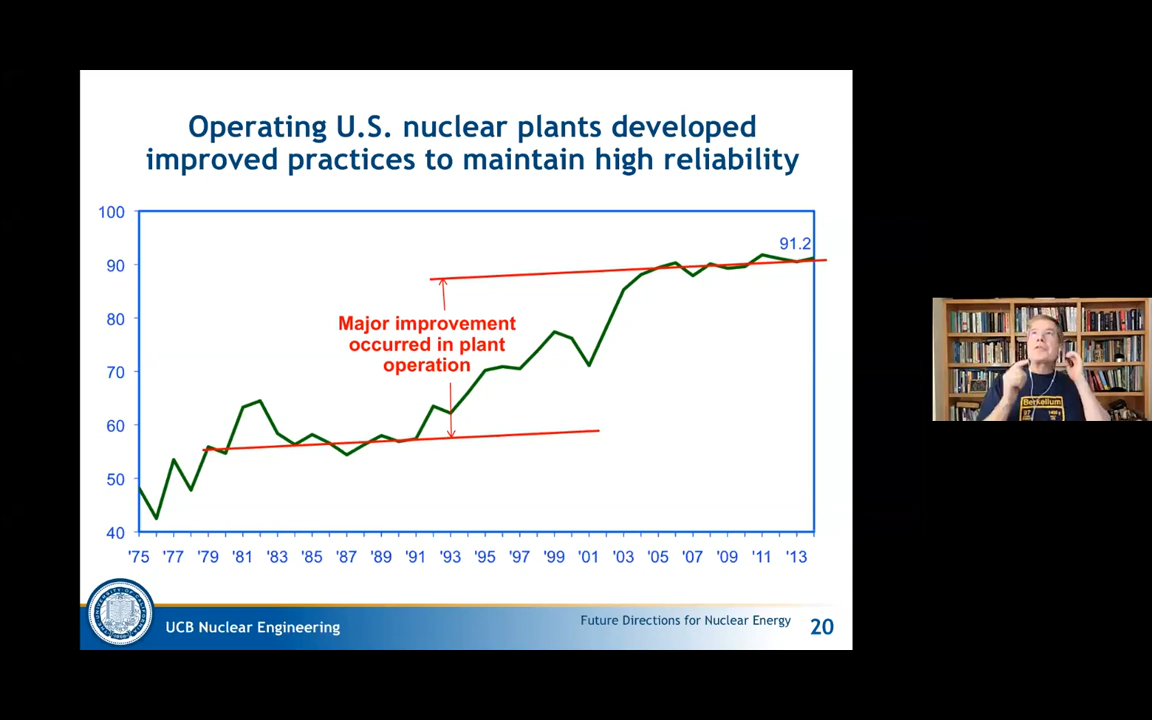 Operating U.S. nuclear plants developed
improved practices to maintain high reliability
100
90
80
70
60
50
40
91.2
Major improvement
occurred in plant
operation
'75 '77 '79 '81 '83 '85 '87 '89 '91 '93 '95 '97 '99 '01 '03 '05 '07 '09 '11 '13
UCB Nuclear Engineering
Future Directions for Nuclear Energy
20
Berkelium
97